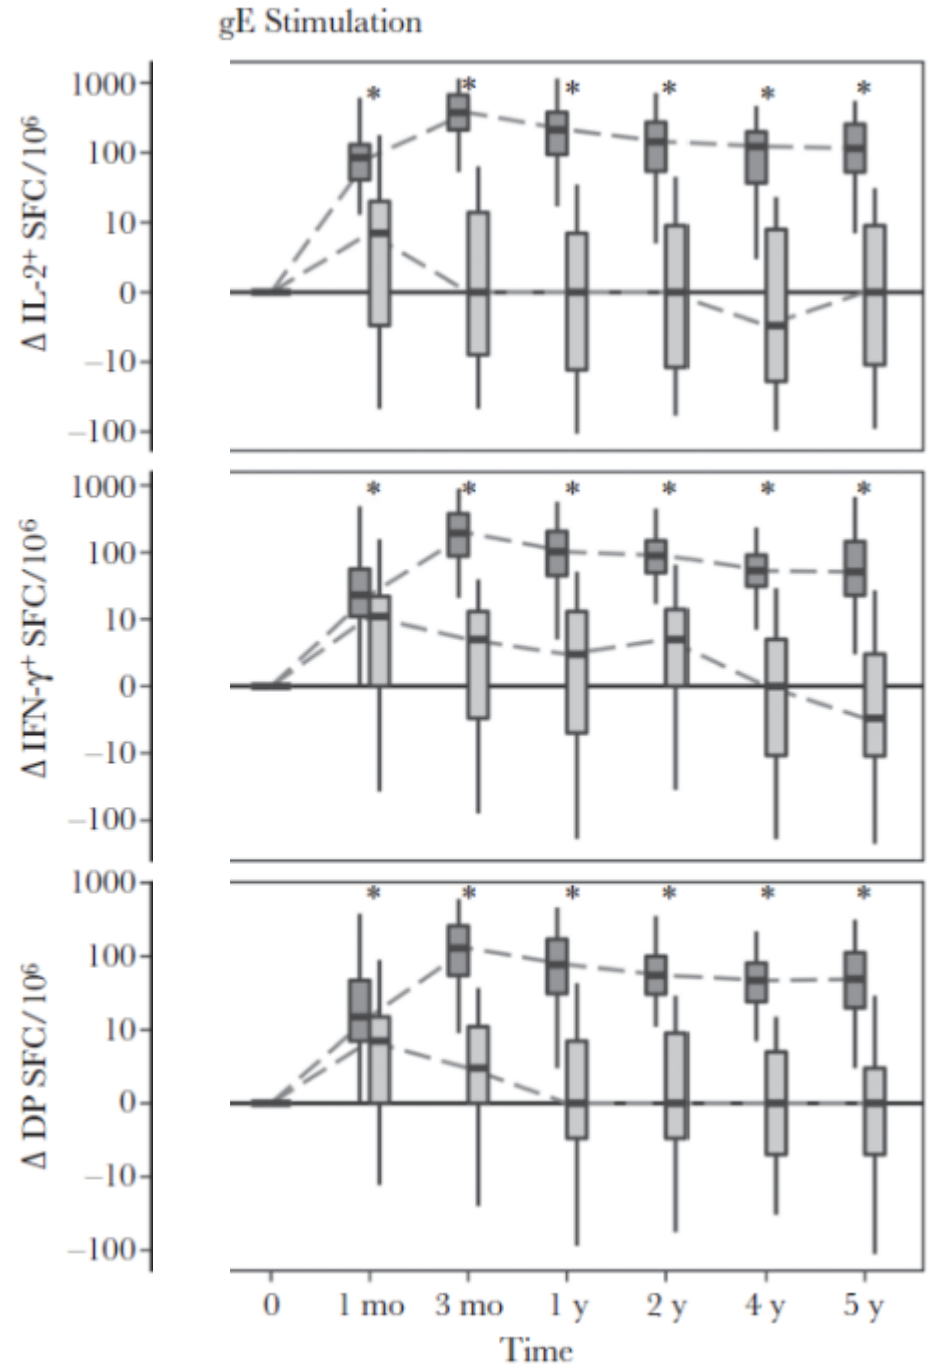 gE Stimulation
Δ IL-2⁺ SFC/10⁶
1000
100
10
0
–10
–100
* * * * * *
Δ IFN-γ⁺ SFC/10⁶
1000
100
10
0
–10
–100
* * * * * *
Δ DP SFC/10⁶
1000
100
10
0
–10
–100
* * * * * *
0 1 mo 3 mo 1 y 2 y 4 y 5 y
Time